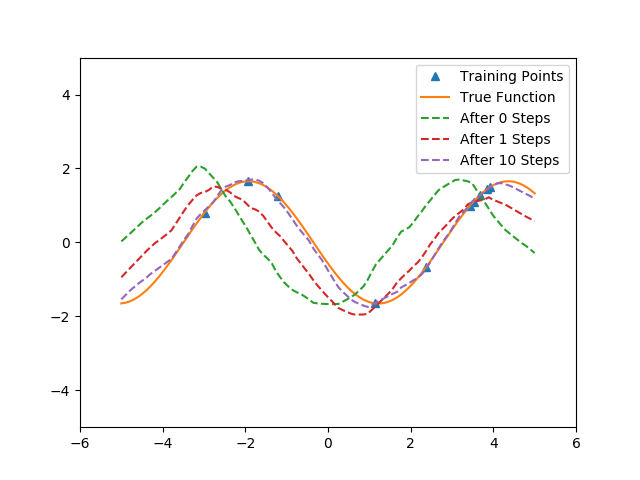 Training Points
True Function
After 0 Steps
After 1 Steps
After 10 Steps
4
2
0
−2
−4
−6 −4 −2 0 2 4 6